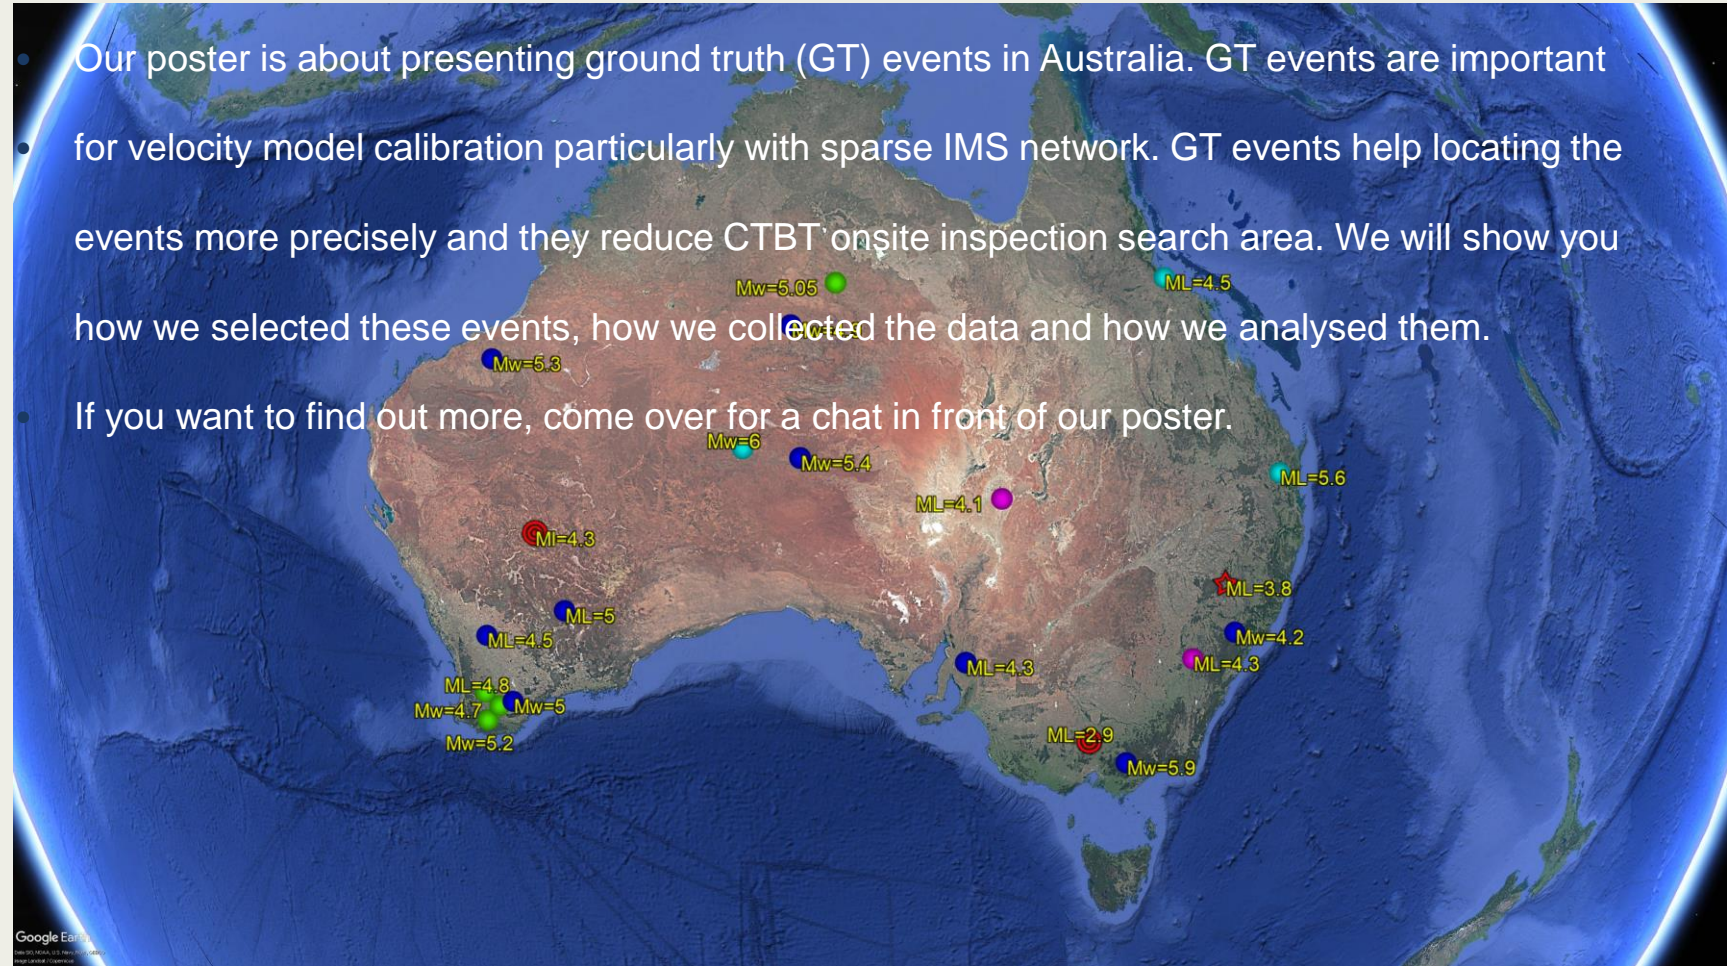 Our poster is about presenting ground truth (GT) events in Australia. GT events are important
for velocity model calibration particularly with sparse IMS network. GT events help locating the
events more precisely and they reduce CTBT onsite inspection search area. We will show you
Mw=5.05
ML=4.5
how we selected these events, how we collected the data and how we analysed them.
Mw=5.3
If you want to find out more, come over for a chat in front of our poster.
Mw=6
Mw=5.4
ML=5.6
ML=4.1
Ml=4.3
ML=3.8
ML=5
ML=4.5
Mw=4.2
ML=4.3
ML=4.3
ML=4.8
Mw=4.7
Mw=5
Mw=5.2
ML=2.9
Mw=5.9
Google
Image Landsat / Copernicus